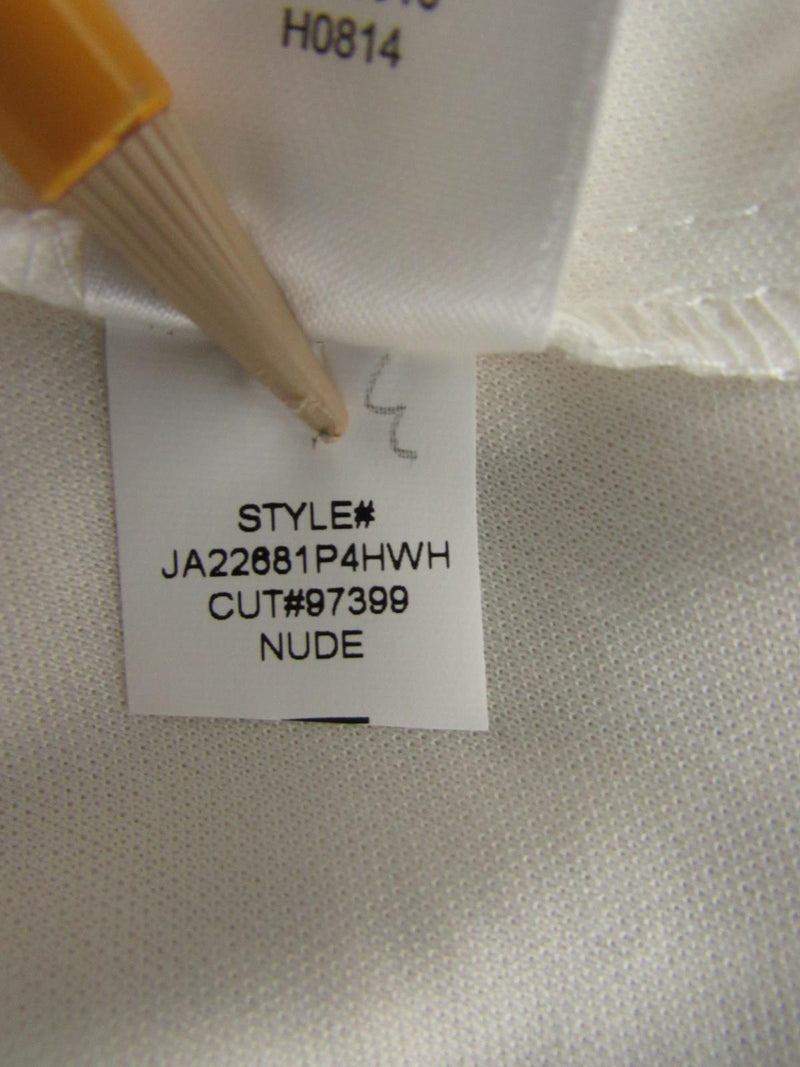 H0814
STYLE#
JA22681P4HWH
CUT#97399
NUDE